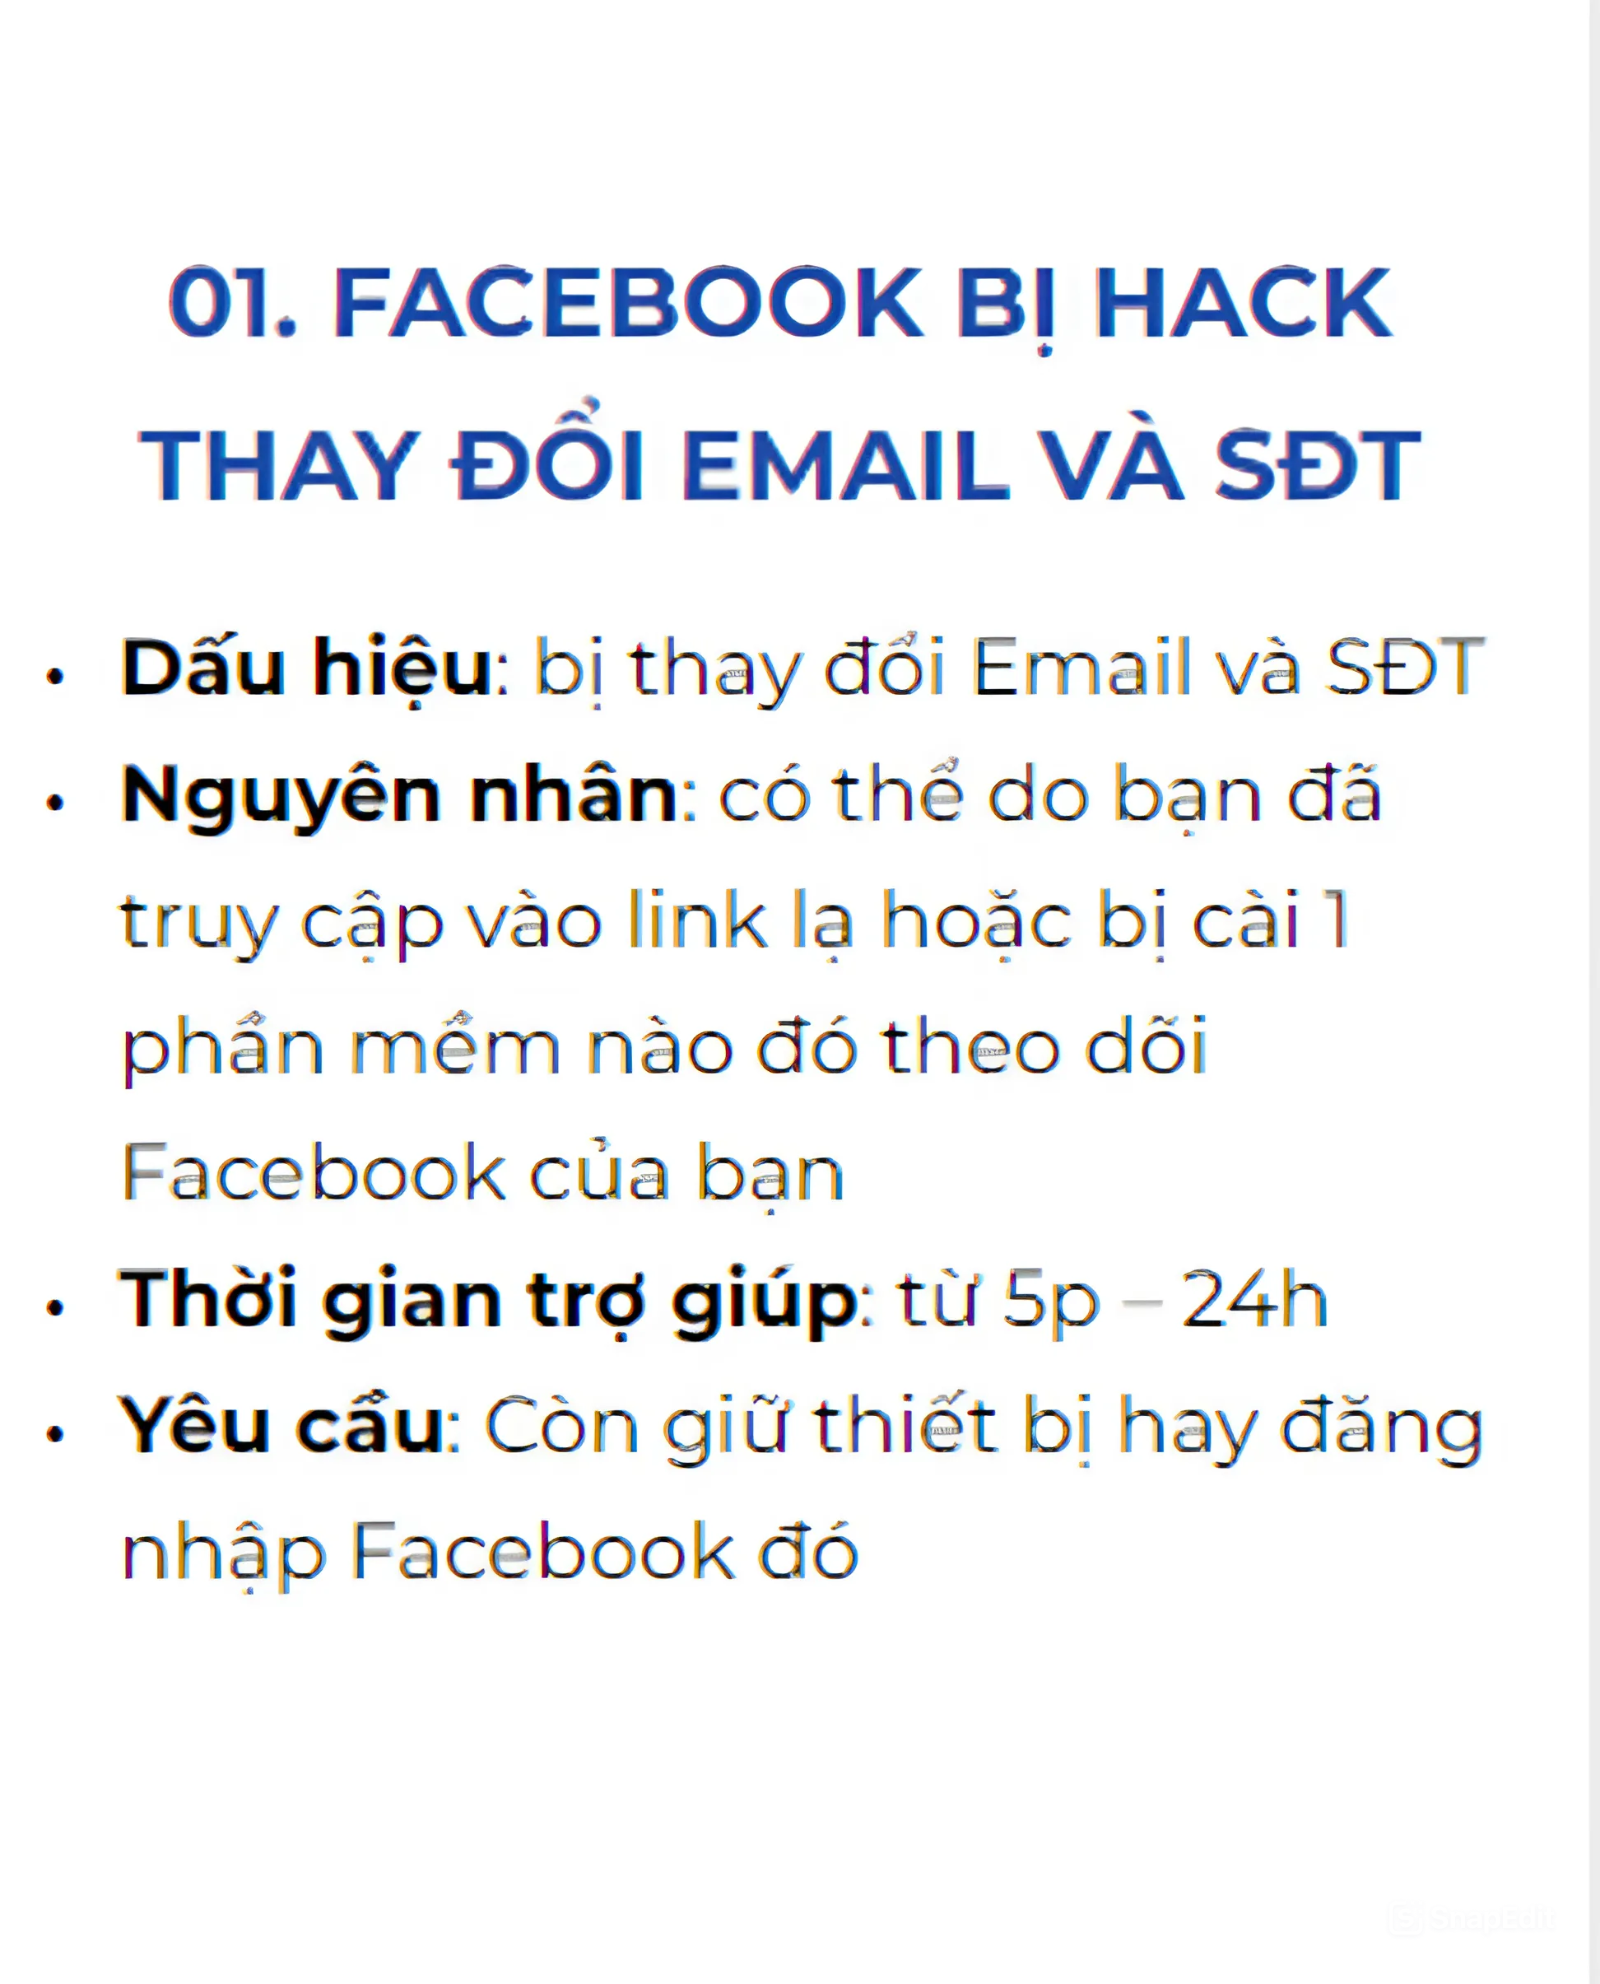 01. FACEBOOK BỊ HACK
THAY ĐỔI EMAIL VÀ SĐT
• Dấu hiệu: bị thay đổi Email và SĐT
• Nguyên nhân: có thể do bạn đã
truy cập vào link lạ hoặc bị cài 1
phần mềm nào đó theo dõi
Facebook của bạn
• Thời gian trợ giúp: từ 5p – 24h
• Yêu cầu: Còn giữ thiết bị hay đăng
nhập Facebook đó
SnapEdit